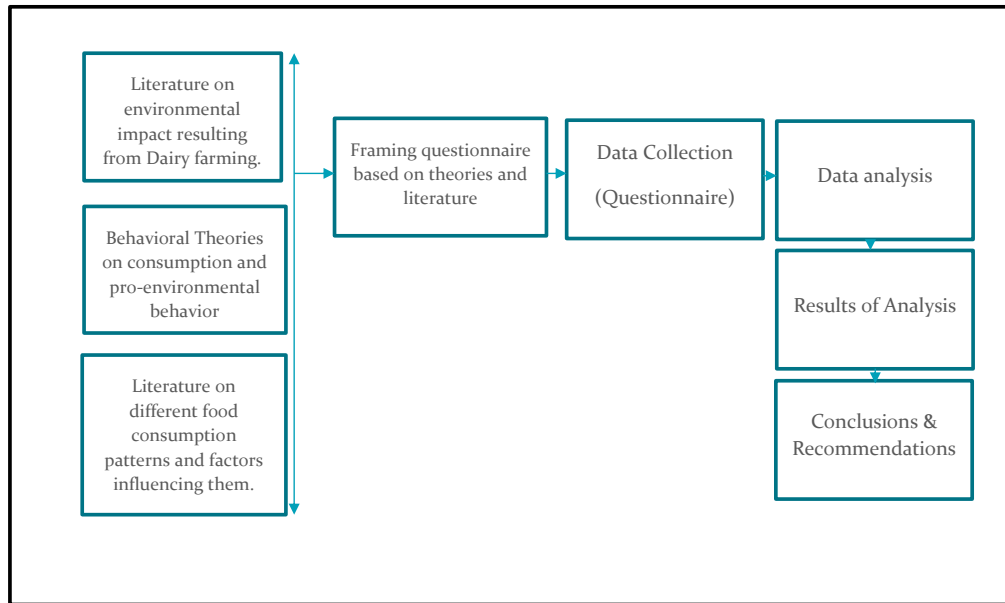 Literature on
environmental
impact resulting
from Dairy farming.
Behavioral Theories
on consumption and
pro-environmental
behavior
Literature on
different food
consumption
patterns and factors
influencing them.
Framing questionnaire
based on theories and
literature
Data Collection
(Questionnaire)
Data analysis
Results of Analysis
Conclusions &
Recommendations